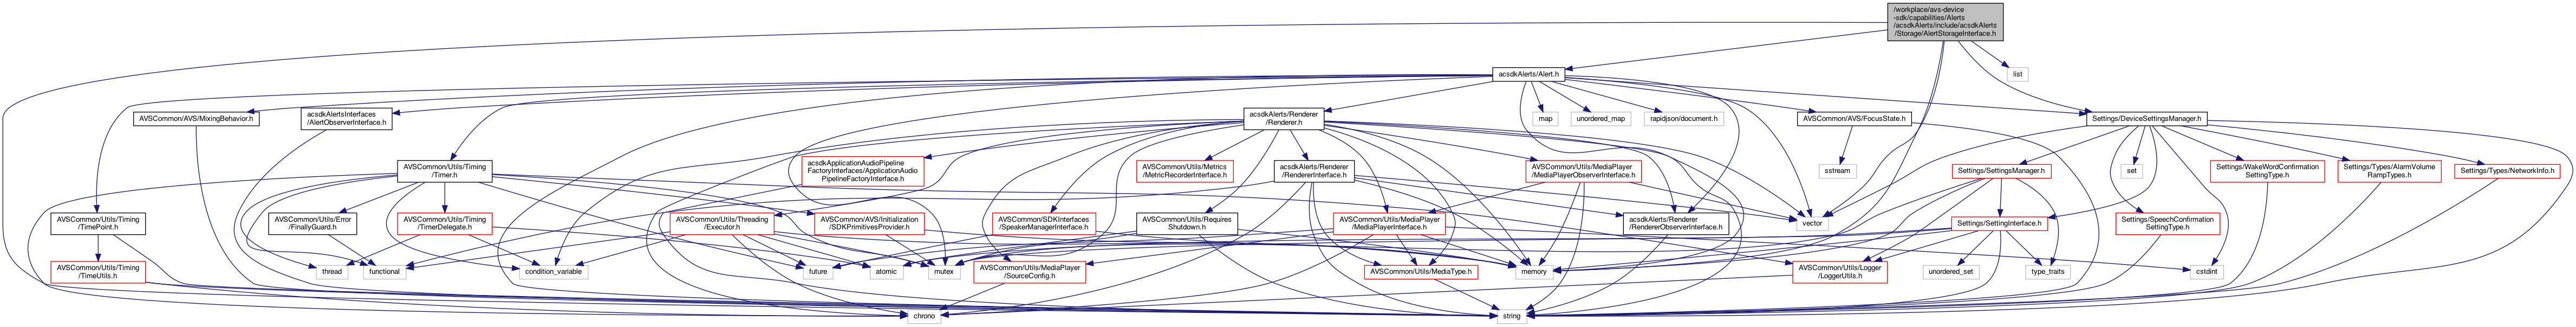 /workplace/avs-device
-sdk/capabilities/Alerts
/acsdkAlerts/include/acsdkAlerts
/Storage/AlertStorageInterface.h
acsdkAlerts/Alert.h
list
AVSCommon/AVS/MixingBehavior.h
acsdkAlertsInterfaces
/AlertObserverInterface.h
acsdkAlerts/Renderer
/Renderer.h
map
unordered_map
rapidjson/document.h
AVSCommon/AVS/FocusState.h
Settings/DeviceSettingsManager.h
AVSCommon/Utils/Timing
/Timer.h
acsdkApplicationAudioPipeline
FactoryInterfaces/ApplicationAudio
PipelineFactoryInterface.h
AVSCommon/Utils/Metrics
/MetricRecorderInterface.h
acsdkAlerts/Renderer
/RendererInterface.h
AVSCommon/Utils/MediaPlayer
/MediaPlayerObserverInterface.h
sstream
Settings/SettingsManager.h
set
Settings/WakeWordConfirmation
SettingType.h
Settings/Types/AlarmVolume
RampTypes.h
Settings/Types/NetworkInfo.h
AVSCommon/Utils/Timing
/TimePoint.h
AVSCommon/Utils/Error
/FinallyGuard.h
AVSCommon/Utils/Timing
/TimerDelegate.h
AVSCommon/Utils/Threading
/Executor.h
AVSCommon/AVS/Initialization
/SDKPrimitivesProvider.h
AVSCommon/SDKInterfaces
/SpeakerManagerInterface.h
AVSCommon/Utils/Requires
Shutdown.h
AVSCommon/Utils/MediaPlayer
/MediaPlayerInterface.h
acsdkAlerts/Renderer
/RendererObserverInterface.h
vector
Settings/SettingInterface.h
Settings/SpeechConfirmation
SettingType.h
AVSCommon/Utils/Timing
/TimeUtils.h
thread
functional
condition_variable
future
atomic
mutex
AVSCommon/Utils/MediaPlayer
/SourceConfig.h
memory
AVSCommon/Utils/MediaType.h
AVSCommon/Utils/Logger
/LoggerUtils.h
unordered_set
type_traits
cstdint
chrono
string